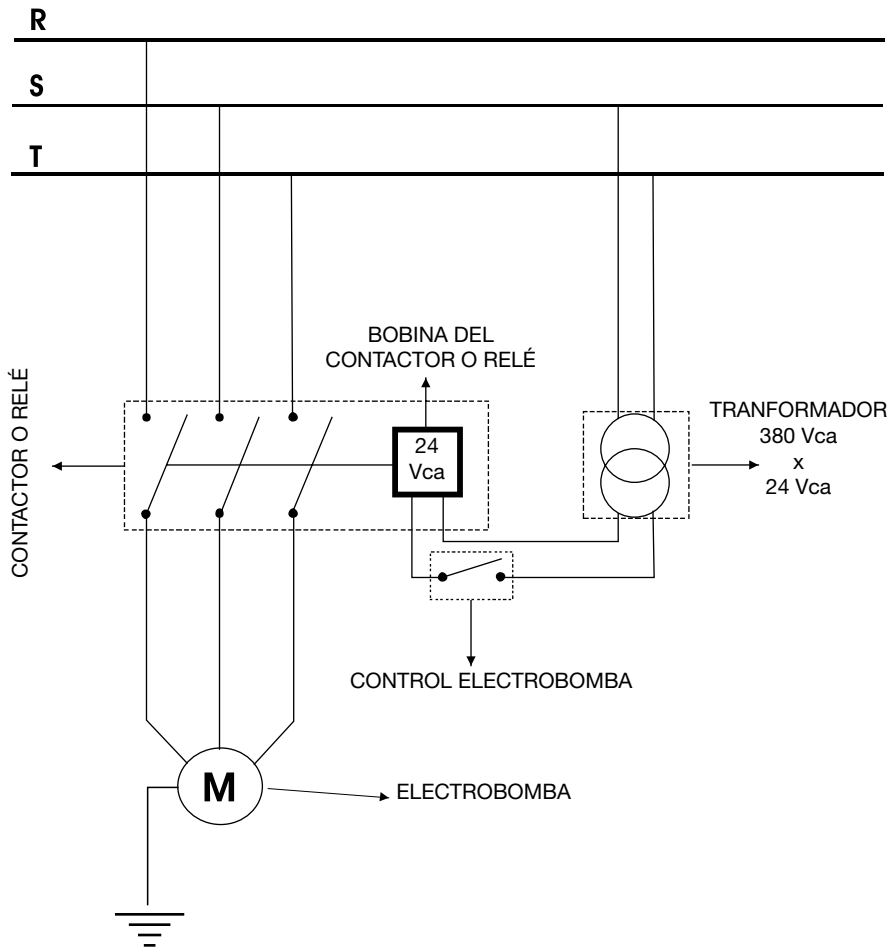 R
S
T
BOBINA DEL
CONTACTOR O RELÉ
CONTACTOR O RELÉ
24
Vca
TRANFORMADOR
380 Vca
x
24 Vca
CONTROL ELECTROBOMBA
M
ELECTROBOMBA